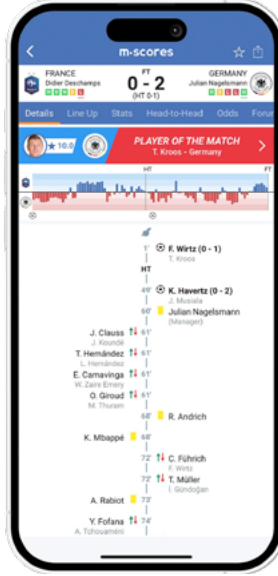 m-scores
FRANCE
Didier Deschamps
FT
0 - 2
(HT 0-1)
GERMANY
Julian Nagelsmann
Details Line Up Stats Head-to-Head Odds Forum
10.0
PLAYER OF THE MATCH
T. Kroos - Germany
HT FT
1' F. Wirtz (0 - 1)
T. Kroos
HT
49' K. Havertz (0 - 2)
J. Musiala
60' Julian Nagelsmann
(Manager)
J. Clauss 61'
J. Koundé
T. Hernández 61'
L. Hernández
E. Camavinga 61'
W. Zaire Emery
O. Giroud 61'
M. Thuram
68' R. Andrich
K. Mbappé 68'
72' C. Führich
F. Wirtz
72' T. Müller
İ. Gündoğan
A. Rabiot 73'
Y. Fofana 74'
A. Tchouaméni